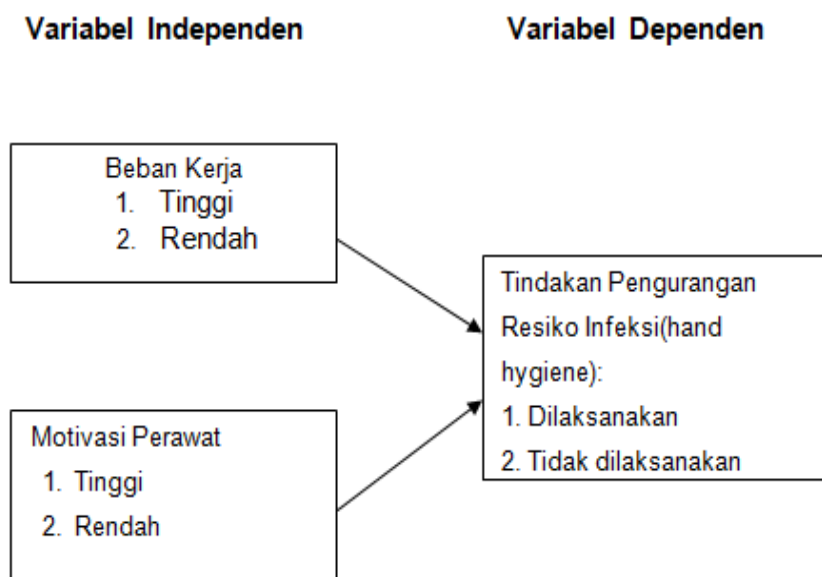 Variabel Independen
Variabel Dependen
Beban Kerja
1. Tinggi
2. Rendah
Motivasi Perawat
1. Tinggi
2. Rendah
Tindakan Pengurangan
Resiko Infeksi(hand
hygiene):
1. Dilaksanakan
2. Tidak dilaksanakan